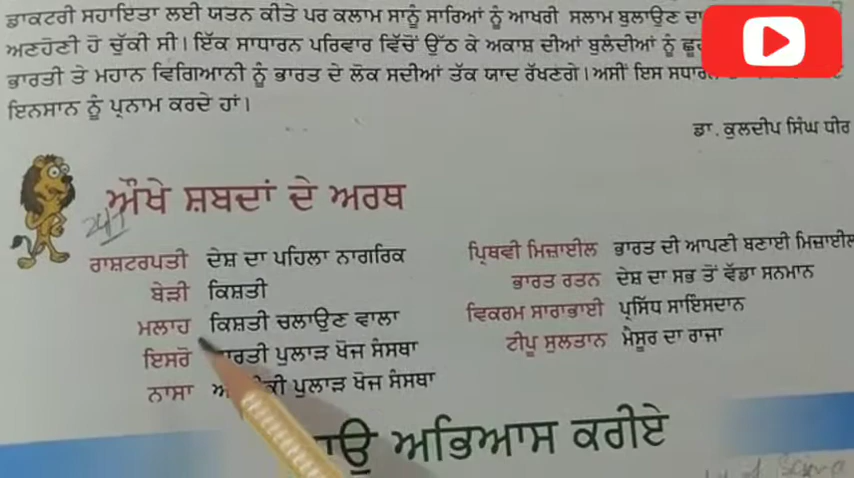 ਡਾਕਟਰੀ ਸਹਾਇਤਾ ਲਈ ਯਤਨ ਕੀਤੇ ਪਰ ਕਲਾਮ ਸਾਨੂੰ ਸਾਰਿਆਂ ਨੂੰ ਆਖਰੀ ਸਲਾਮ ਬੁਲਾਉਣ
ਅਣਹੋਣੀ ਹੋ ਚੁੱਕੀ ਸੀ। ਇੱਕ ਸਾਧਾਰਨ ਪਰਿਵਾਰ ਵਿੱਚੋਂ ਉੱਠ ਕੇ ਅਕਾਸ਼ ਦੀਆਂ ਬੁਲੰਦੀਆਂ ਨੂੰ
ਭਾਰਤੀ ਤੇ ਮਹਾਨ ਵਿਗਿਆਨੀ ਨੂੰ ਭਾਰਤ ਦੇ ਲੋਕ ਸਦੀਆਂ ਤੱਕ ਯਾਦ ਰੱਖਣਗੇ। ਅਸੀਂ ਇਸ
ਇਨਸਾਨ ਨੂੰ ਪ੍ਰਨਾਮ ਕਰਦੇ ਹਾਂ।
ਡਾ. ਕੁਲਦੀਪ ਸਿੰਘ ਧੀਰ
ਔਖੇ ਸ਼ਬਦਾਂ ਦੇ ਅਰਥ
ਰਾਸ਼ਟਰਪਤੀ ਦੇਸ਼ ਦਾ ਪਹਿਲਾ ਨਾਗਰਿਕ
ਬੇੜੀ ਕਿਸ਼ਤੀ
ਮਲਾਹ ਕਿਸ਼ਤੀ ਚਲਾਉਣ ਵਾਲਾ
ਇਸਰੋ ਪੁਲਾੜ ਖੋਜ ਸੰਸਥਾ
ਨਾਸਾ ਪੁਲਾੜ ਖੋਜ ਸੰਸਥਾ
ਪ੍ਰਿਥਵੀ ਮਿਜ਼ਾਈਲ ਭਾਰਤ ਦੀ ਆਪਣੀ ਬਣਾਈ ਮਿਜ਼ਾਈਲ
ਭਾਰਤ ਰਤਨ ਦੇਸ਼ ਦਾ ਸਭ ਤੋਂ ਵੱਡਾ ਸਨਮਾਨ
ਵਿਕਰਮ ਸਾਰਾਭਾਈ ਪ੍ਰਸਿੱਧ ਸਾਇੰਸਦਾਨ
ਟੀਪੂ ਸੁਲਤਾਨ ਮੈਸੂਰ ਦਾ ਰਾਜਾ
ਅਭਿਆਸ ਕਰੀਏ